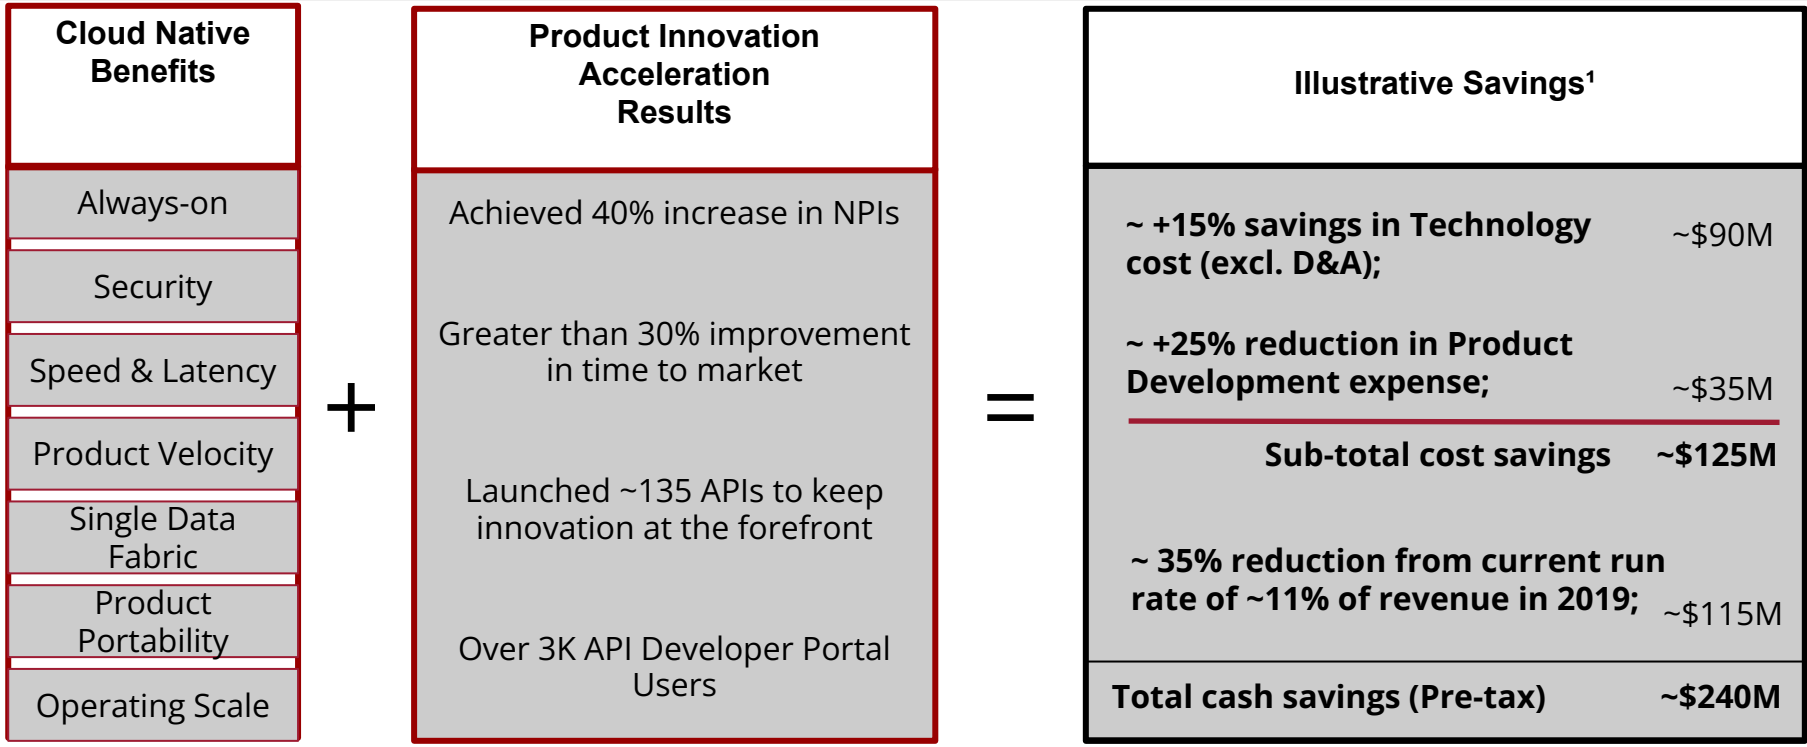 Cloud Native
Benefits
Always-on
Security
Speed & Latency
Product Velocity
Single Data
Fabric
Product
Portability
Operating Scale
+
Product Innovation
Acceleration
Results
Achieved 40% increase in NPIs
Greater than 30% improvement
in time to market
Launched ~135 APIs to keep
innovation at the forefront
Over 3K API Developer Portal
Users
=
Illustrative Savings¹
~ +15% savings in Technology
cost (excl. D&A);
~$90M
~ +25% reduction in Product
Development expense;
~$35M
Sub-total cost savings ~$125M
~ 35% reduction from current run
rate of ~11% of revenue in 2019;
~$115M
Total cash savings (Pre-tax) ~$240M